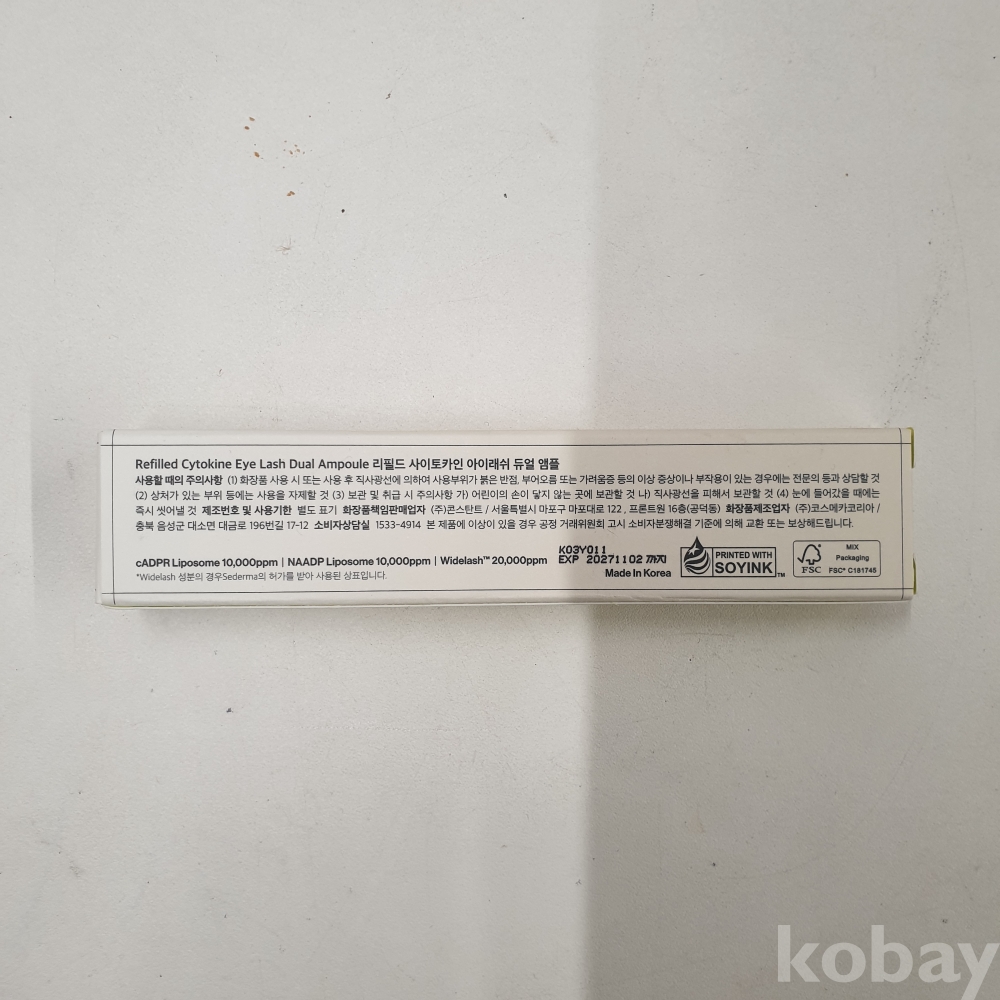 Refilled Cytokine Eye Lash Dual Ampoule 리필드 사이토카인 아이래쉬 듀얼 앰플
사용할 때의 주의사항 (1) 화장품 사용 시 또는 사용 후 직사광선에 의하여 사용부위가 붉은 반점, 부어오름 또는 가려움증 등의 이상 증상이나 부작용이 있는 경우에는 전문의 등과 상담할 것
(2) 상처가 있는 부위 등에는 사용을 자제할 것 (3) 보관 및 취급 시 주의사항 가) 어린이의 손이 닿지 않는 곳에 보관할 것 나) 직사광선을 피해서 보관할 것 (4) 눈에 들어갔을 때에는
즉시 씻어낼 것 제조번호 및 사용기한 별도 표기 화장품책임판매업자 (주)콘스탄트 / 서울특별시 마포구 마포대로 122, 프론트원 16층(공덕동) 화장품제조업자 (주)코스메카코리아 /
충북 음성군 대소면 대금로 196번길 17-12 소비자상담실 1533-4914 본 제품에 이상이 있을 경우 공정 거래위원회 고시 소비자분쟁해결 기준에 의해 교환 또는 보상해드립니다.
cADPR Liposome 10,000ppm | NAADP Liposome 10,000ppm | Widelash™ 20,000ppm
*Widelash 성분의 경우Sederma의 허가를 받아 사용된 상표입니다.
K03Y011
EXP 20271102 까지
Made in Korea
PRINTED WITH
SOYINK™
FSC
MIX
Packaging
FSC® C181745
kobay